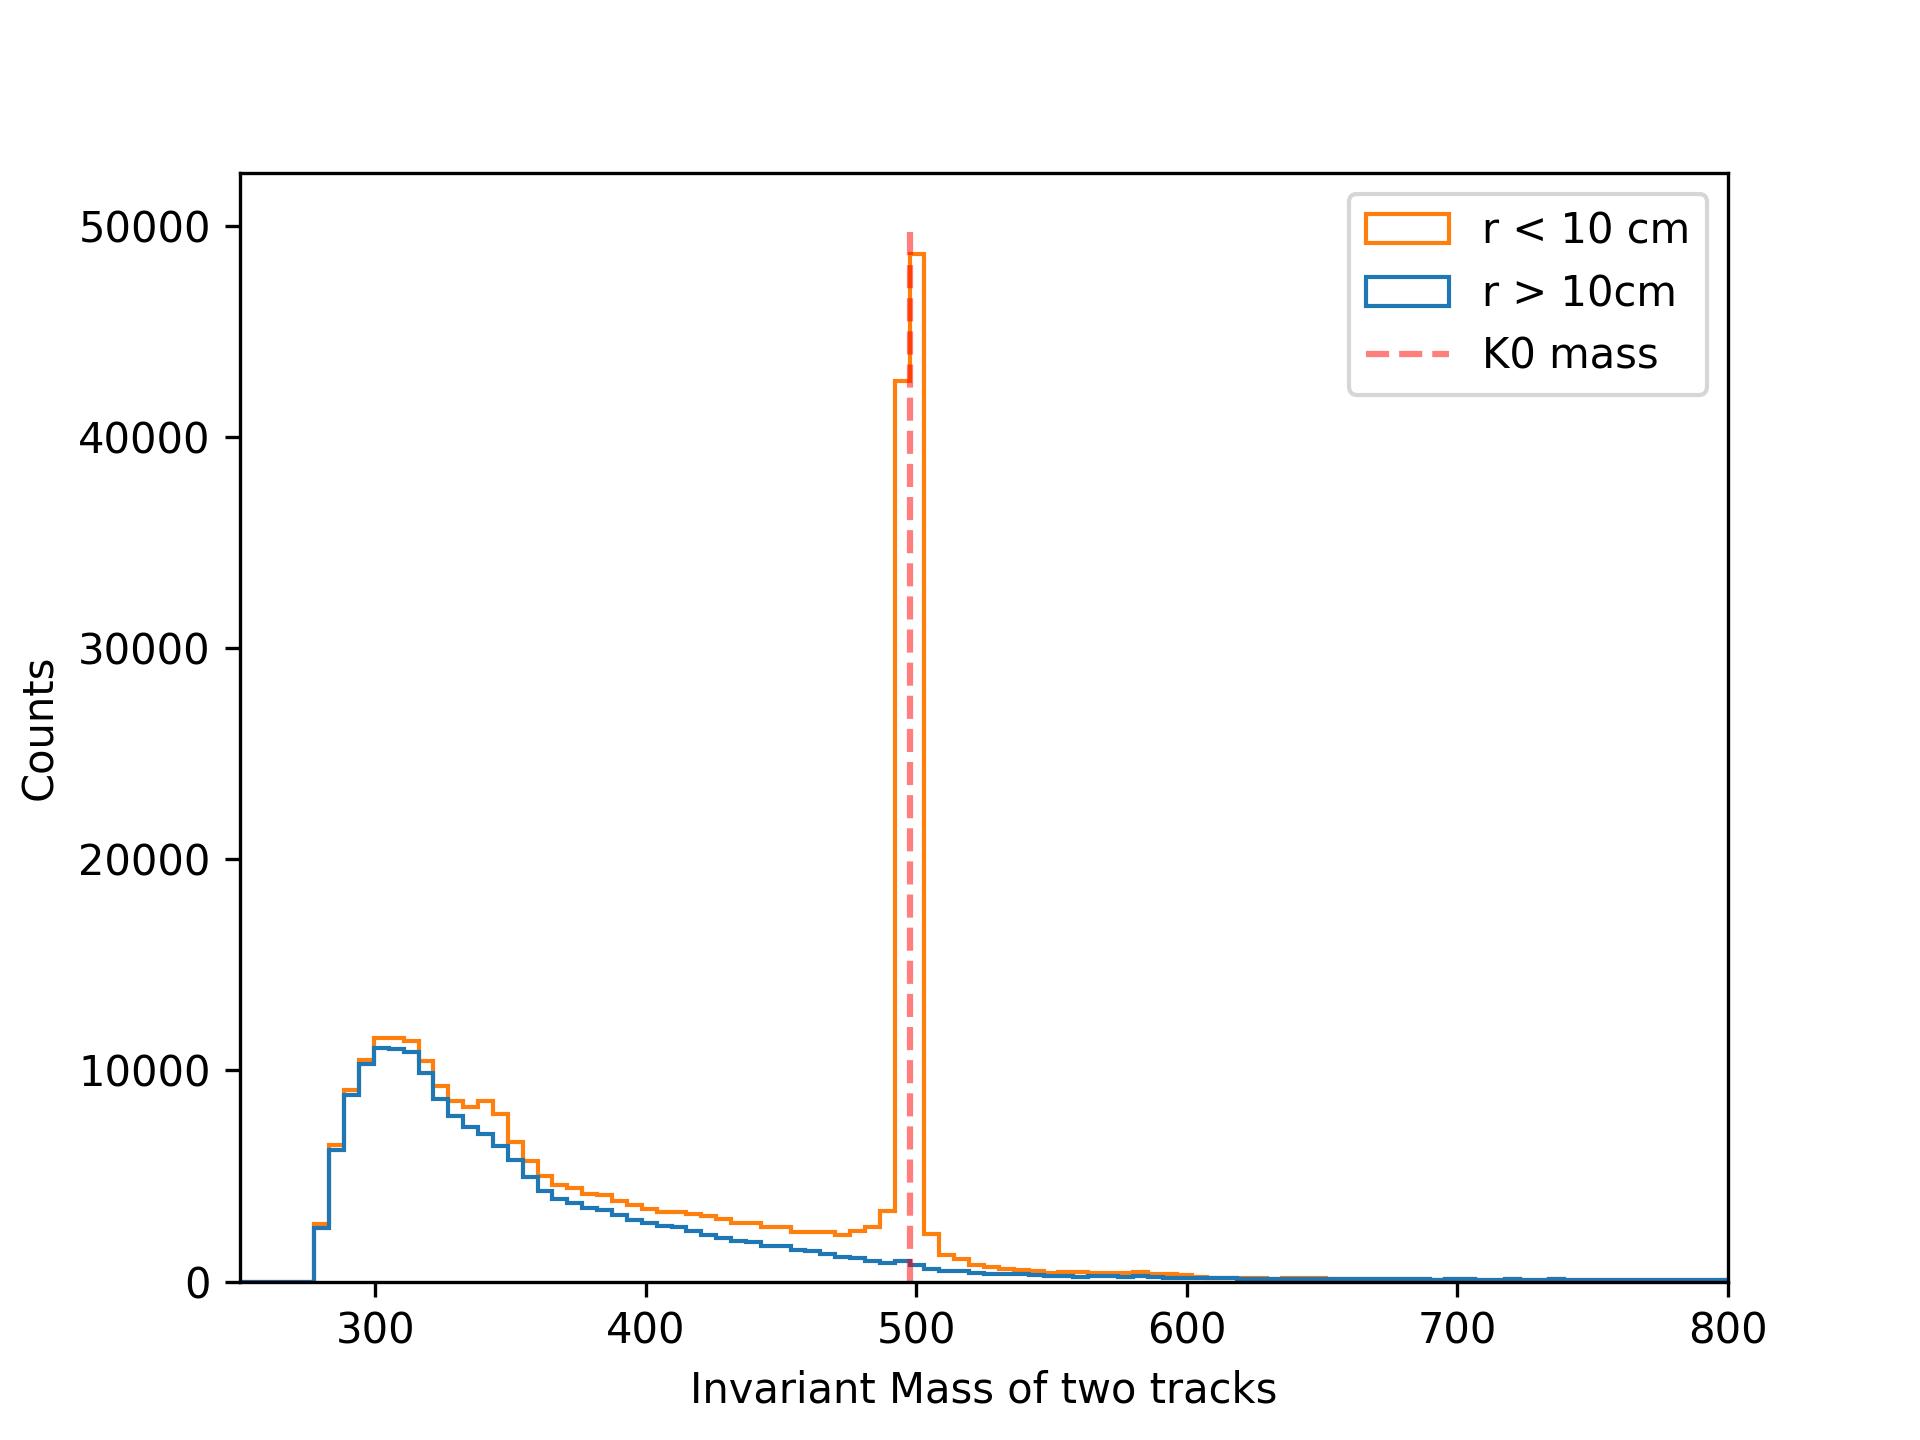 r < 10 cm
r > 10cm
K0 mass
50000
40000
30000
20000
10000
0
Counts
300 400 500 600 700 800
Invariant Mass of two tracks